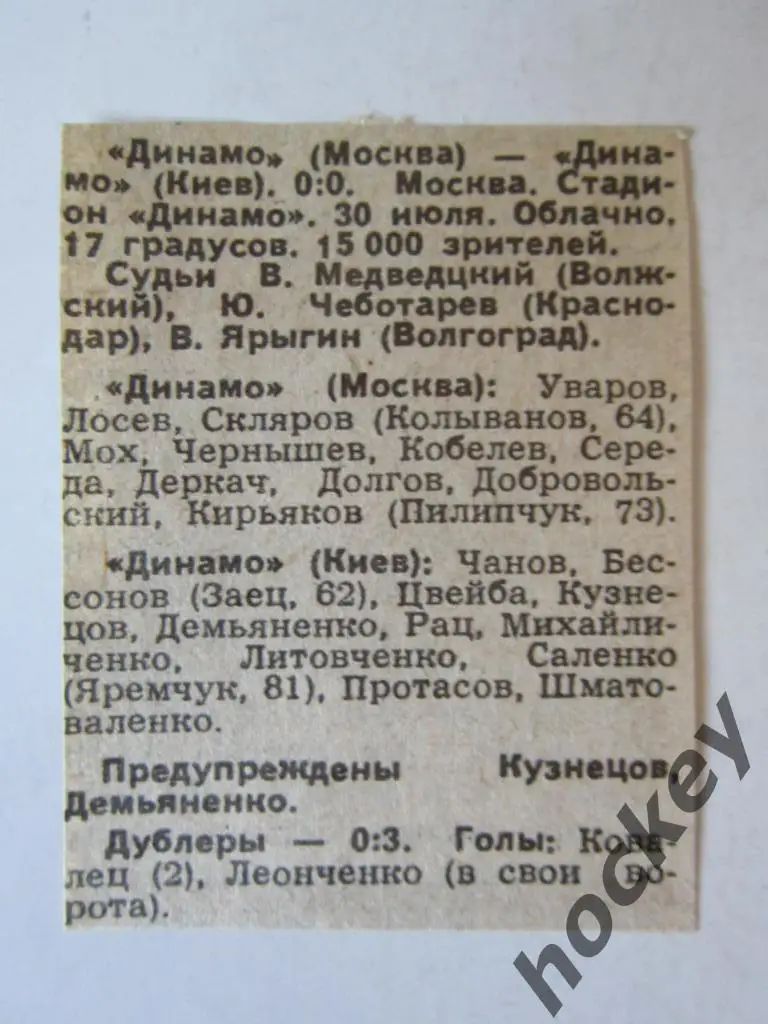 «Динамо» (Москва) — «Дина-
мо» (Киев). 0:0. Москва. Стади-
он «Динамо». 30 июля. Облачно.
17 градусов. 15 000 зрителей.
Судьи В. Медведцкий (Волж-
ский), Ю. Чеботарев (Красно-
дар), В. Ярыгин (Волгоград).
«Динамо» (Москва): Уваров,
Лосев, Скляров (Колыванов, 64),
Мох, Чернышев, Кобелев, Сере-
да, Деркач, Долгов, Доброволь-
ский, Кирьяков (Пилипчук, 73).
«Динамо» (Киев): Чанов, Бес-
сонов (Заец, 62), Цвейба, Кузне-
цов, Демьяненко, Рац, Михайли-
ченко, Литовченко, Саленко
(Яремчук, 81), Протасов, Шмато-
валенко.
Предупреждены Кузнецов,
Демьяненко.
Дублеры — 0:3. Голы: Кова-
лец (2), Леонченко (в свои во-
рота).
hockey